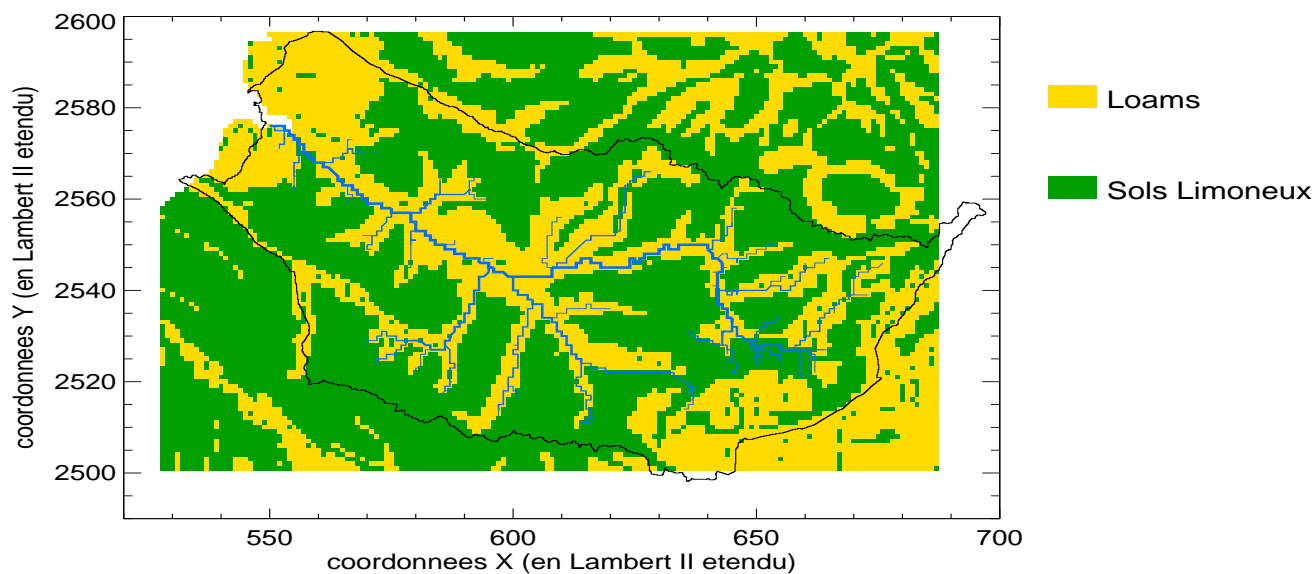 2600
2580
2560
2540
2520
2500
coordonnees Y (en Lambert II etendu)
550
600
650
700
coordonnees X (en Lambert II etendu)
Loams
Sols Limoneux